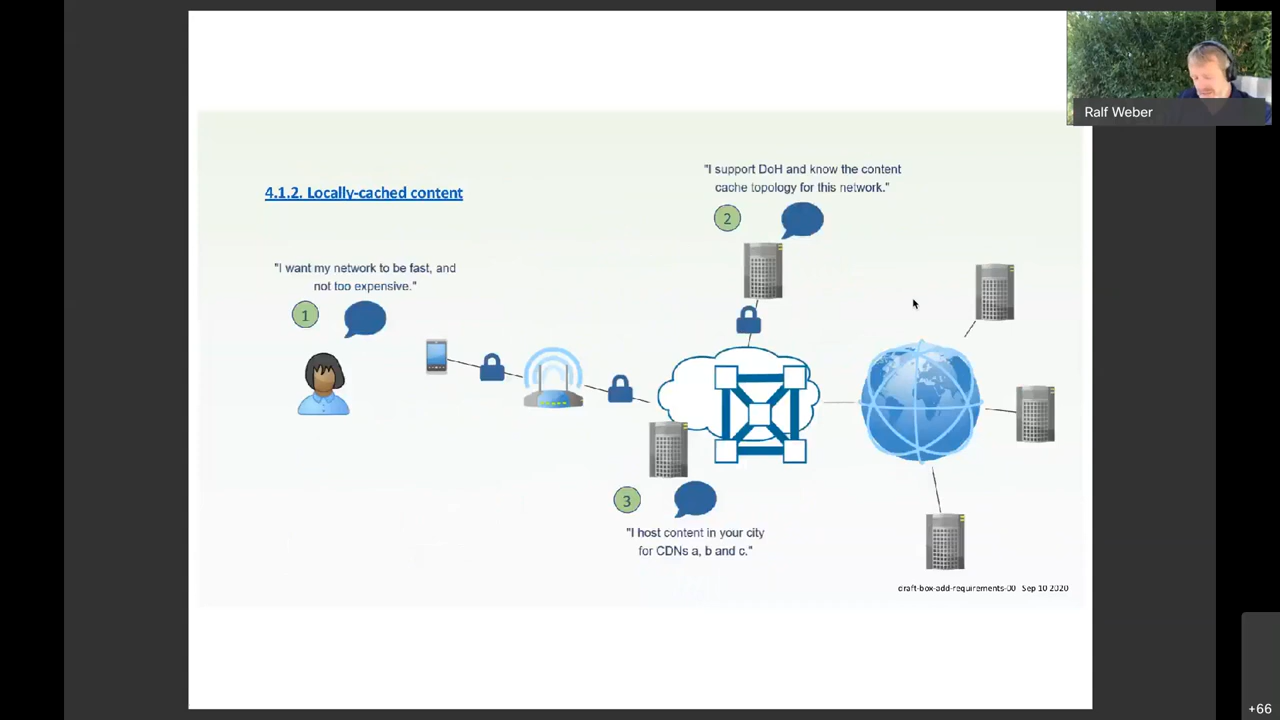 Ralf Weber
4.1.2. Locally-cached content
"I support DoH and know the content
cache topology for this network."
2
"I want my network to be fast, and
not too expensive."
1
3
"I host content in your city
for CDNs a, b and c."
draft-box-add-requirements-00 Sep 10 2020
+66